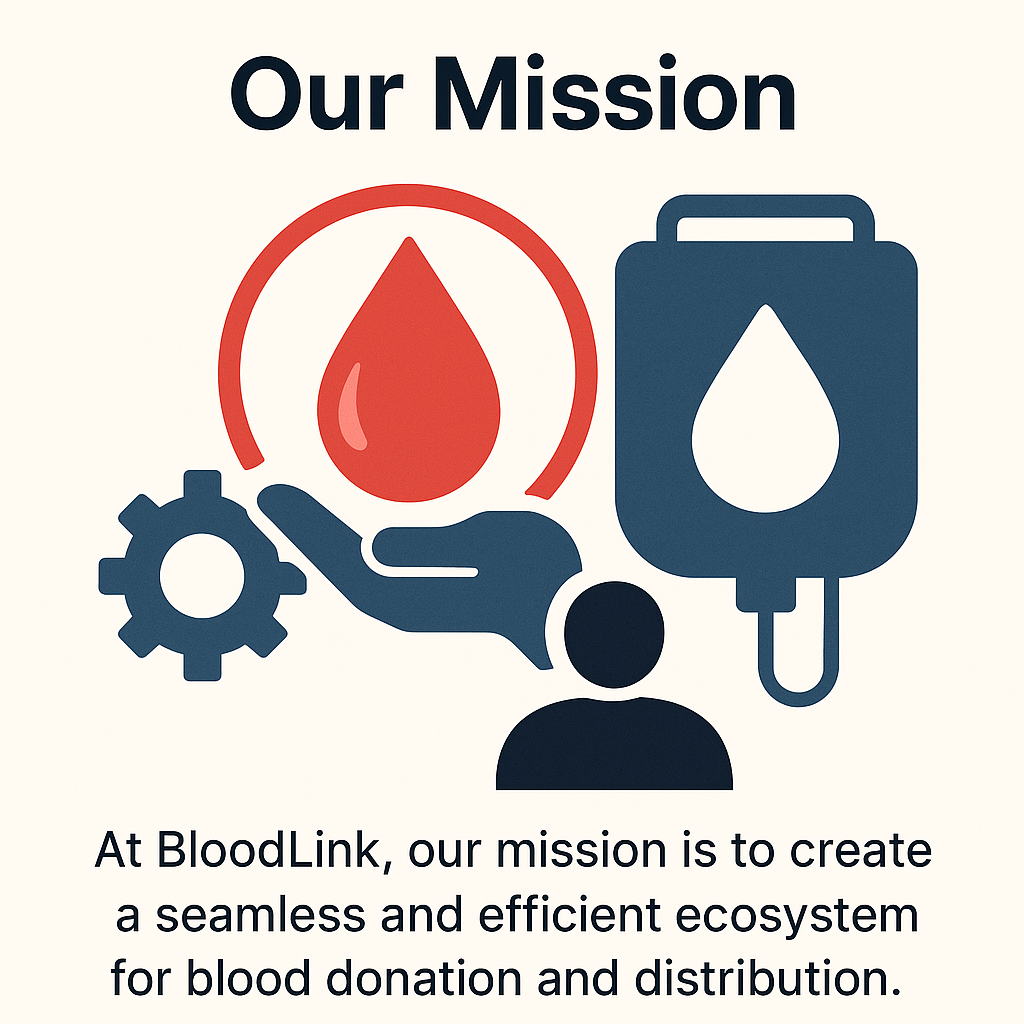 Our Mission
At BloodLink, our mission is to create
a seamless and efficient ecosystem
for blood donation and distribution.